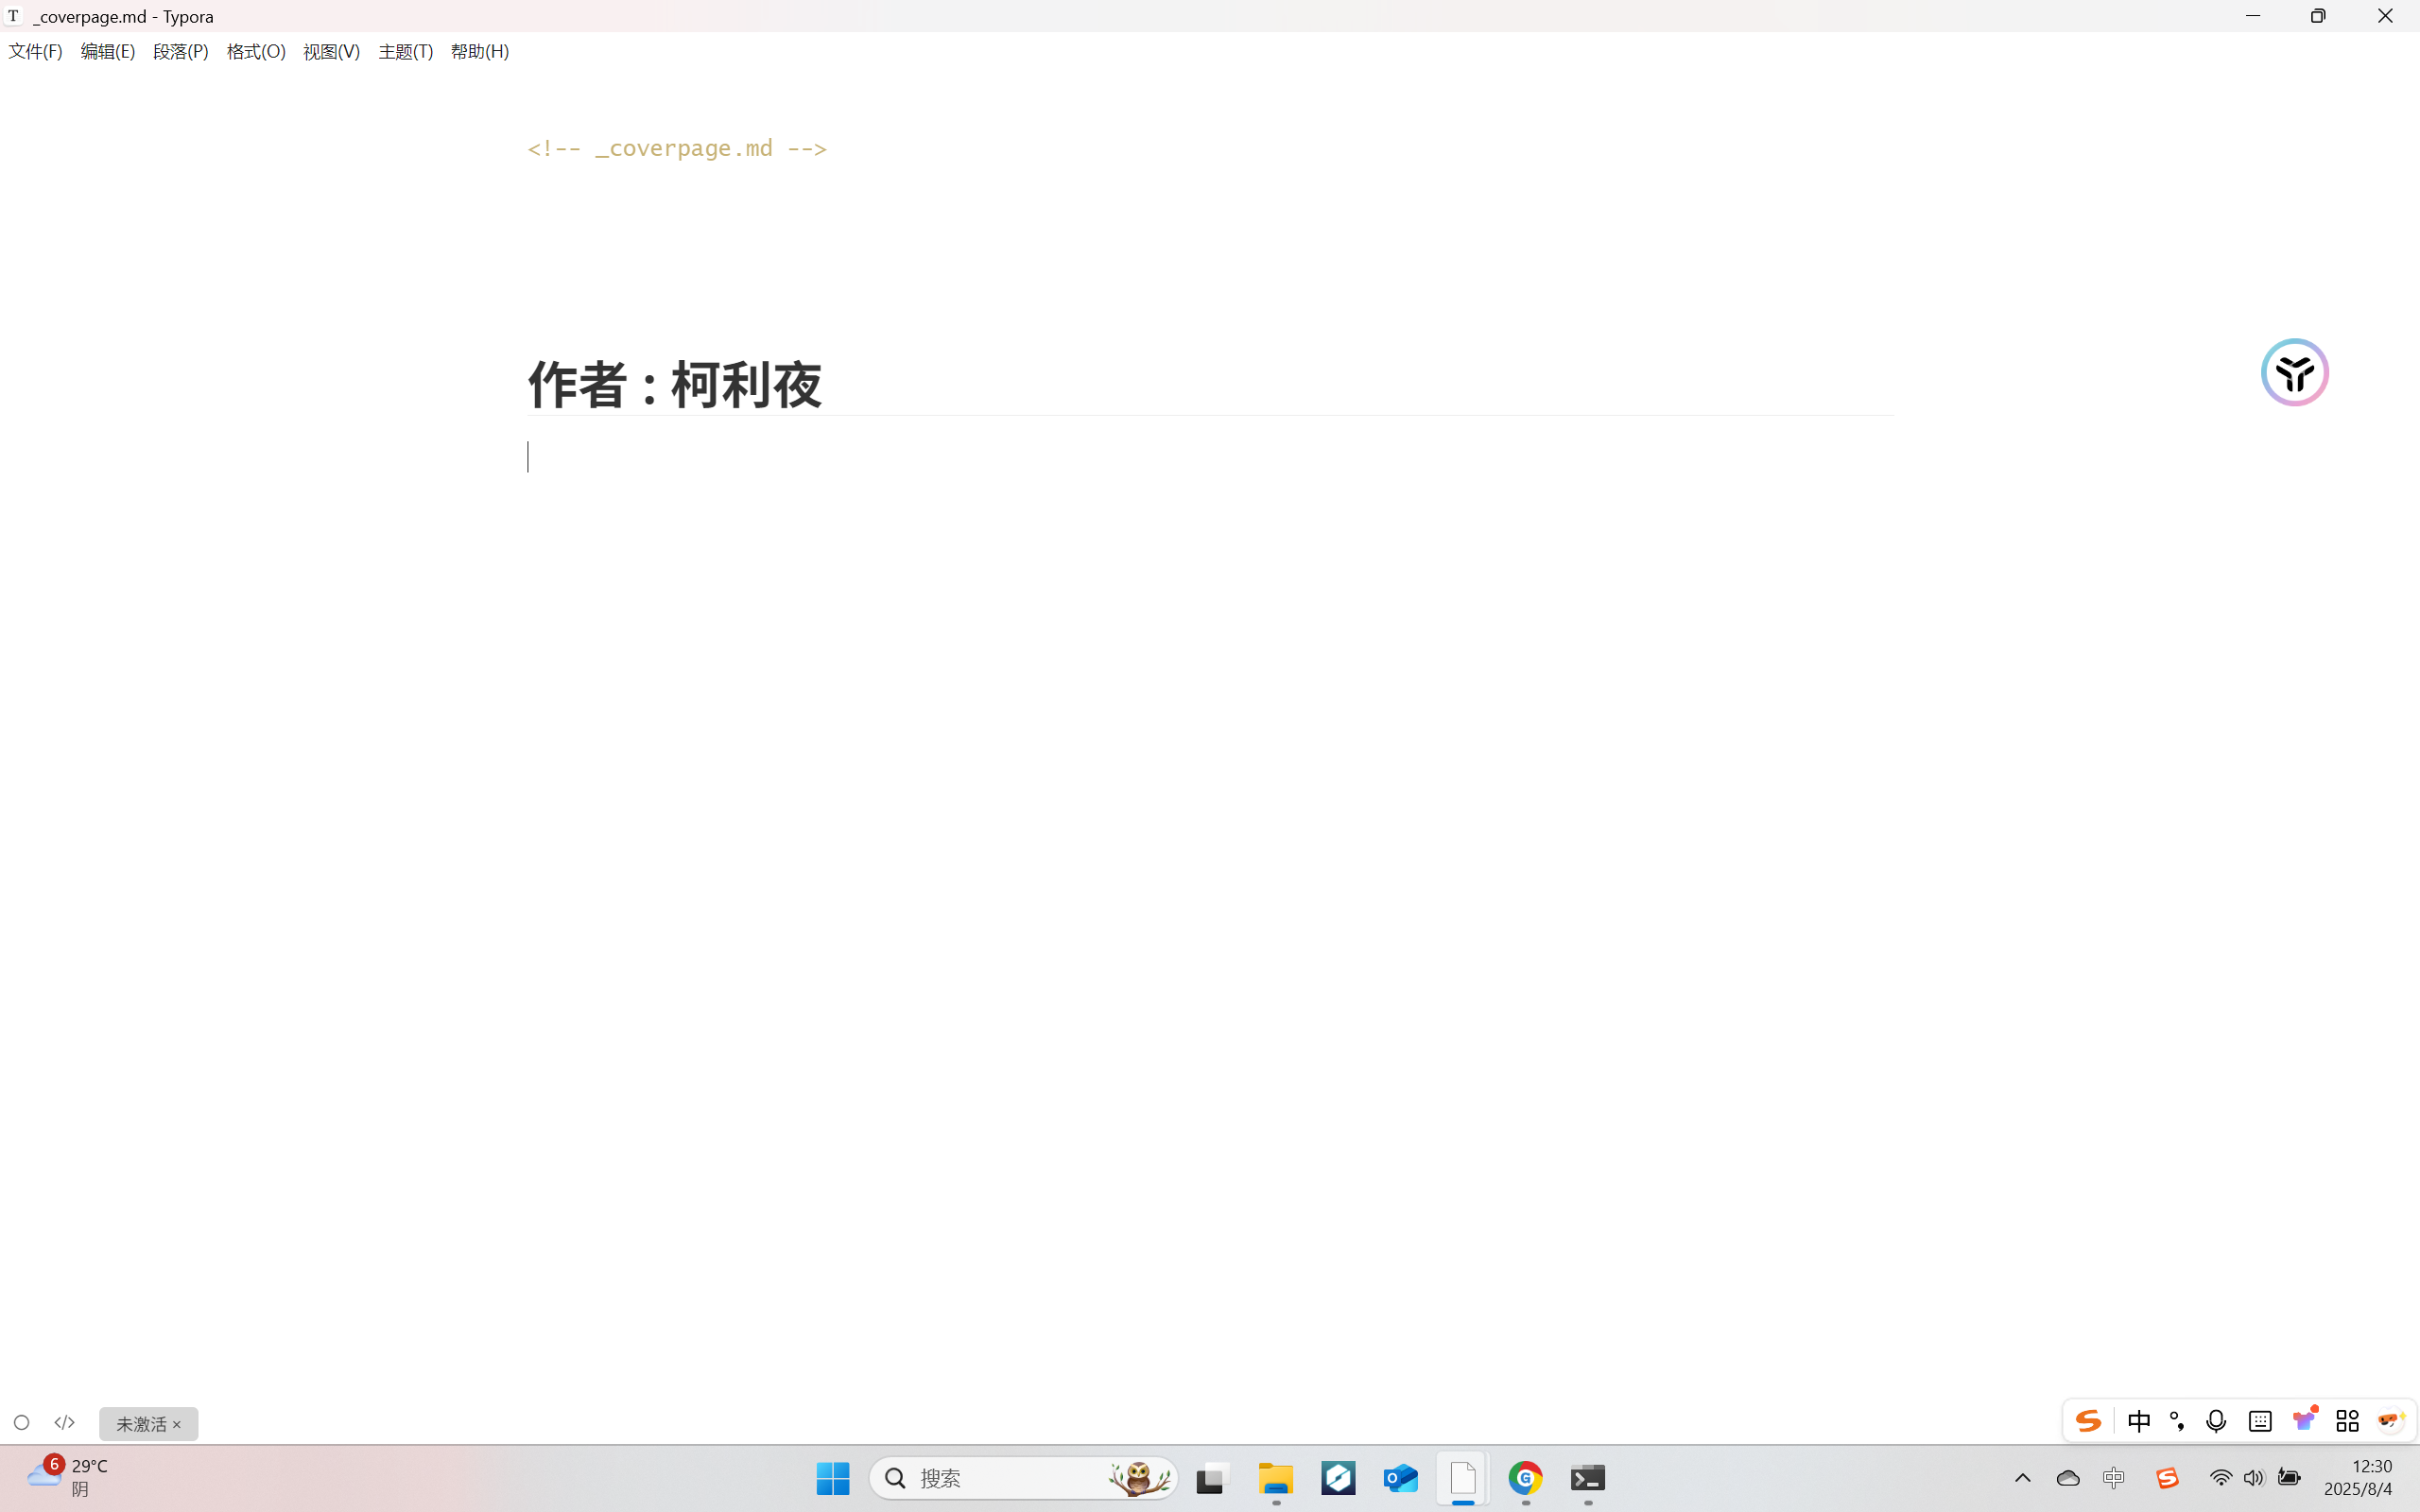 T _coverpage.md - Typora
文件(F) 编辑(E) 段落(P) 格式(O) 视图(V) 主题(T) 帮助(H)
<!-- _coverpage.md -->
作者 : 柯利夜
</> 未激活 ×
中
6 29°C
阴
搜索
12:30
2025/8/4